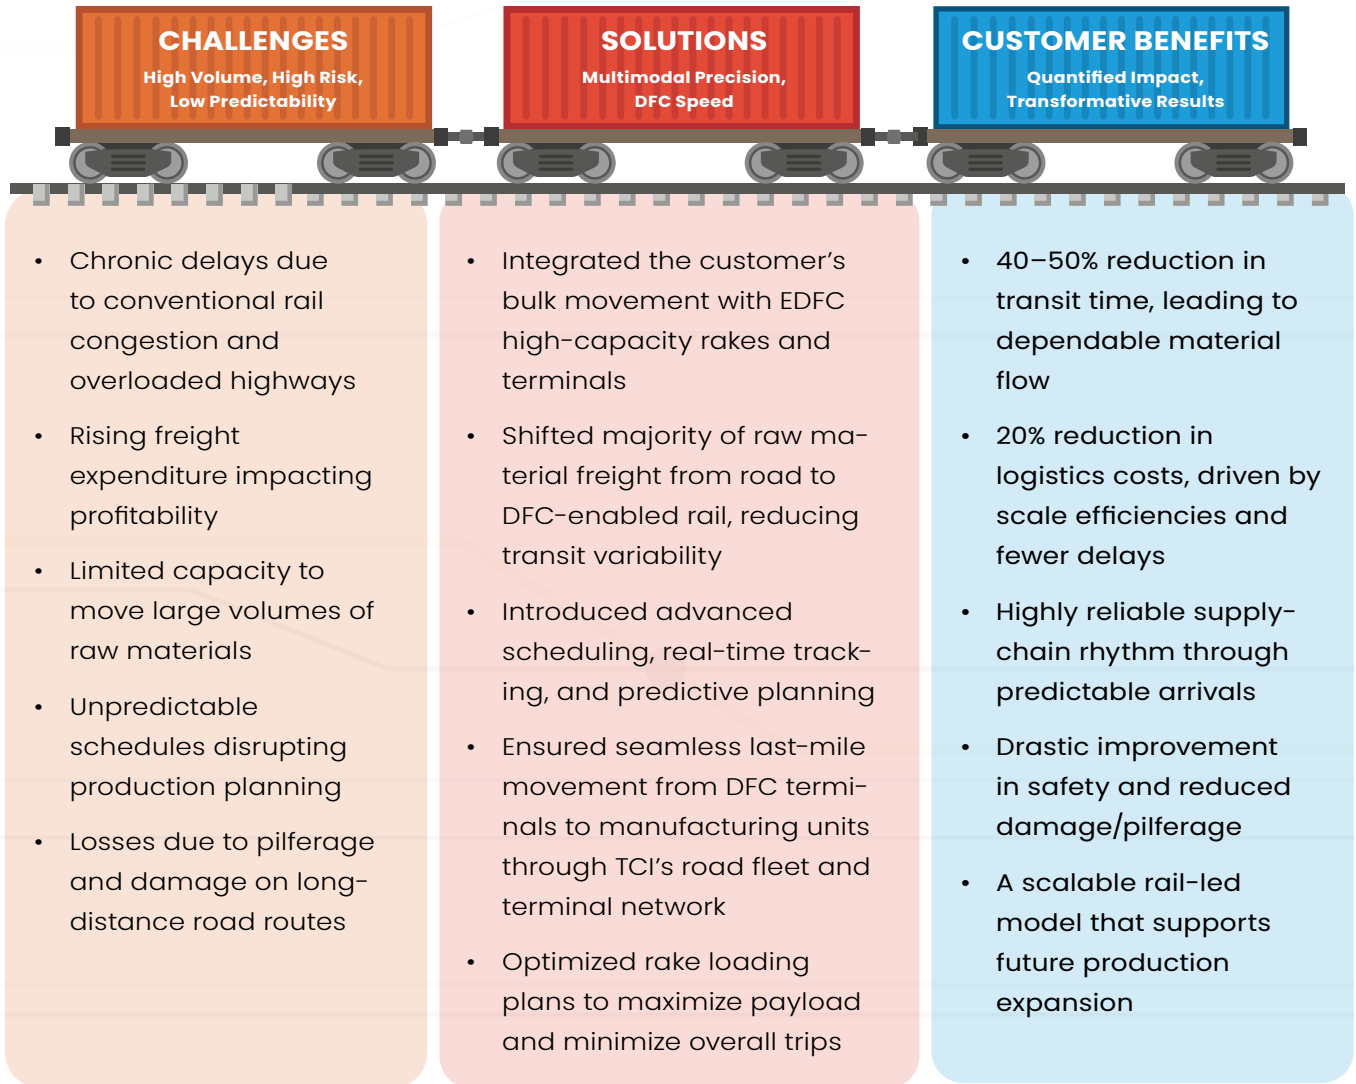 CHALLENGES
High Volume, High Risk,
Low Predictability
• Chronic delays due
to conventional rail
congestion and
overloaded highways
• Rising freight
expenditure impacting
profitability
• Limited capacity to
move large volumes of
raw materials
• Unpredictable
schedules disrupting
production planning
• Losses due to pilferage
and damage on long-
distance road routes
SOLUTIONS
Multimodal Precision,
DFC Speed
• Integrated the customer’s
bulk movement with EDFC
high-capacity rakes and
terminals
• Shifted majority of raw ma-
terial freight from road to
DFC-enabled rail, reducing
transit variability
• Introduced advanced
scheduling, real-time track-
ing, and predictive planning
• Ensured seamless last-mile
movement from DFC termi-
nals to manufacturing units
through TCI’s road fleet and
terminal network
• Optimized rake loading
plans to maximize payload
and minimize overall trips
CUSTOMER BENEFITS
Quantified Impact,
Transformative Results
• 40–50% reduction in
transit time, leading to
dependable material
flow
• 20% reduction in
logistics costs, driven by
scale efficiencies and
fewer delays
• Highly reliable supply-
chain rhythm through
predictable arrivals
• Drastic improvement
in safety and reduced
damage/pilferage
• A scalable rail-led
model that supports
future production
expansion